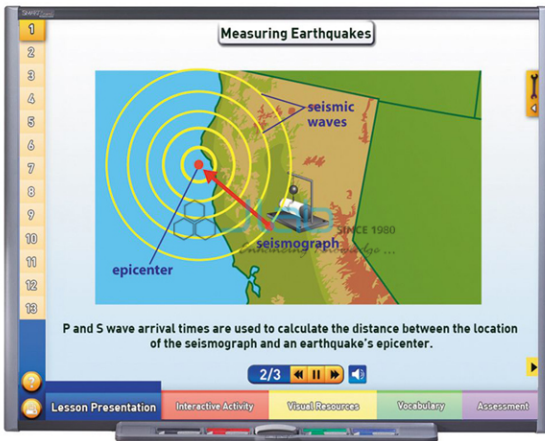 1
Measuring Earthquakes
2
3
4
5
6
7
8
9
10
11
12
13
seismic
waves
SINCE 1980
seismograph
epicenter
P and S wave arrival times are used to calculate the distance between the location
of the seismograph and an earthquake's epicenter.
2/3
?
Lesson Presentation
Interactive Activity
Visual Resources
Vocabulary
Assessment